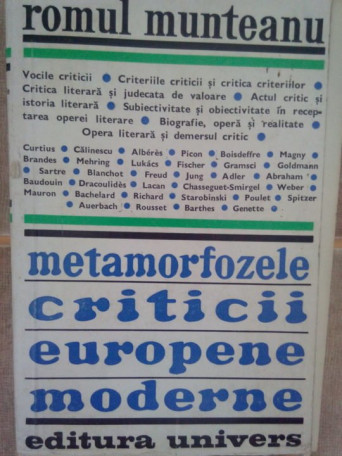 romul munteanu
Vocile criticii ● Criteriile criticii și critica criteriilor ●
Critica literară și judecata de valoare ● Actul critic și
istoria literară ● Subiectivitate și obiectivitate în recep-
tarea operei literare ● Biografie, operă și realitate ●
Opera literară și demersul critic ●
Curtius ● Călinescu ● Albérès ● Picon ● Boisdeffre ● Magny ●
Brandes ● Mehring ● Lukács ● Fischer ● Gramsci ● Goldmann
● Sartre ● Blanchot ● Freud ● Jung ● Adler ● Abraham ●
Baudouin ● Dracoulidès ● Lacan ● Chasseguet-Smirgel ● Weber ●
Mauron ● Bachelard ● Richard ● Starobinski ● Poulet ● Spitzer
● Auerbach ● Rousset ● Barthes ● Genette ●
metamorfozele
criticii
europene
moderne
editura univers